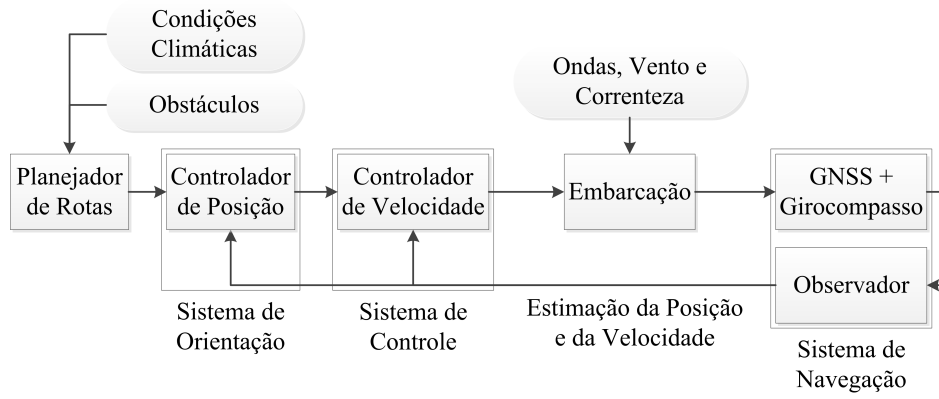 Condições
Climáticas
Obstáculos
Ondas, Vento e
Correnteza
Planejador
de Rotas
Controlador
de Posição
Controlador
de Velocidade
Embarcação
GNSS +
Girocompasso
Observador
Sistema de
Orientação
Sistema de
Controle
Estimação da Posição
e da Velocidade
Sistema de
Navegação